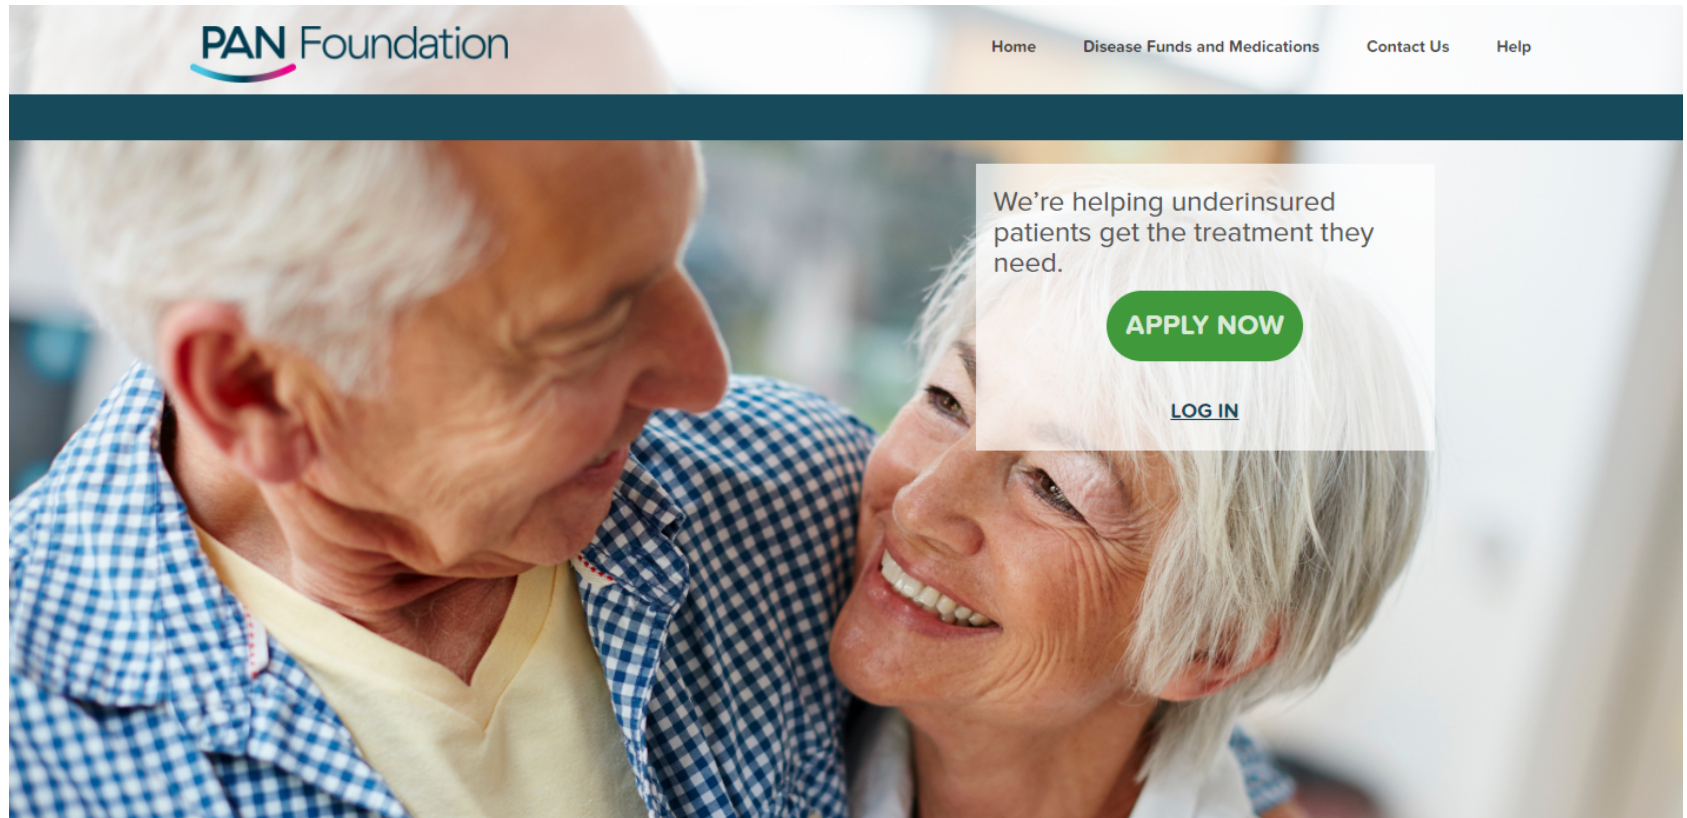 PAN Foundation
Home Disease Funds and Medications Contact Us Help
We're helping underinsured
patients get the treatment they
need.
APPLY NOW
LOG IN